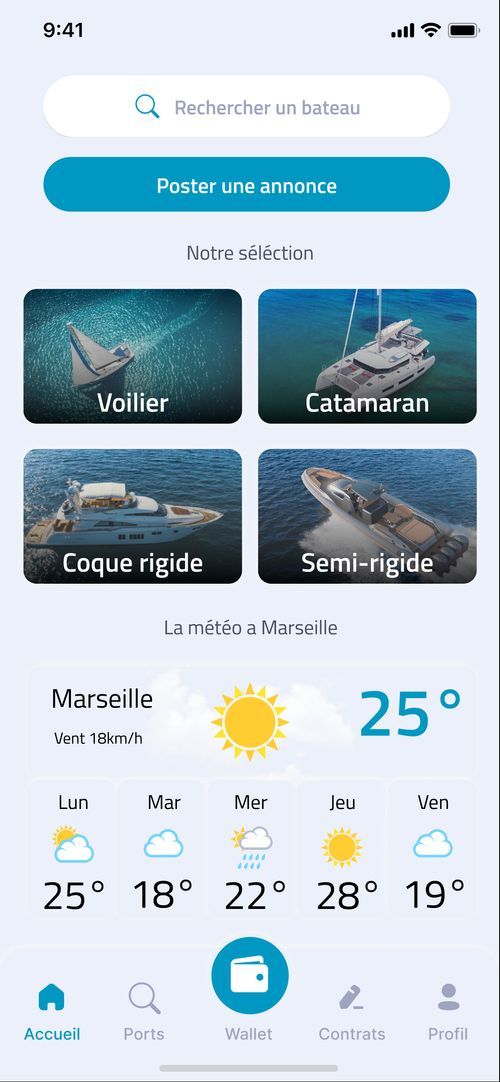 9:41
Rechercher un bateau
Poster une annonce
Notre séléction
Voilier
Catamaran
Coque rigide
Semi-rigide
La météo a Marseille
Marseille
25°
Vent 18km/h
Lun
Mar
Mer
Jeu
Ven
25°
18°
22°
28°
19°
Accueil
Ports
Wallet
Contrats
Profil